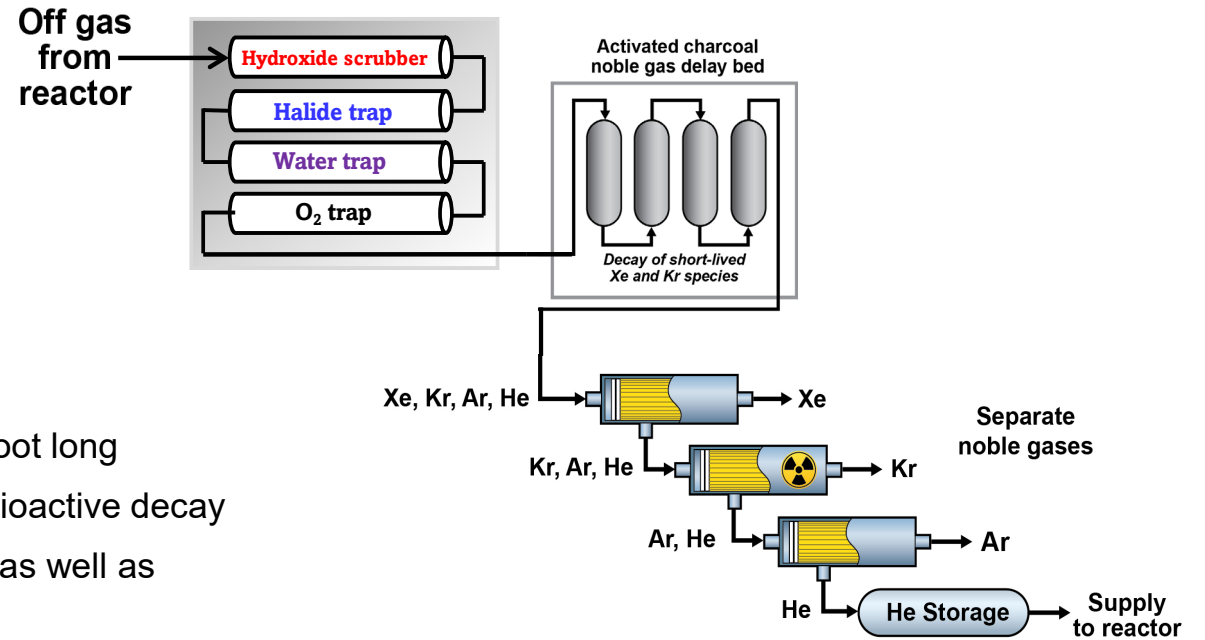 Off gas
from
reactor
Hydroxide scrubber
Halide trap
Water trap
O₂ trap
Activated charcoal
noble gas delay bed
Decay of short-lived
Xe and Kr species
Xe, Kr, Ar, He
Xe
Separate
noble gases
Kr, Ar, He
Kr
Ar, He
Ar
He
He Storage
Supply
to reactor
oot long
ioactive decay
as well as